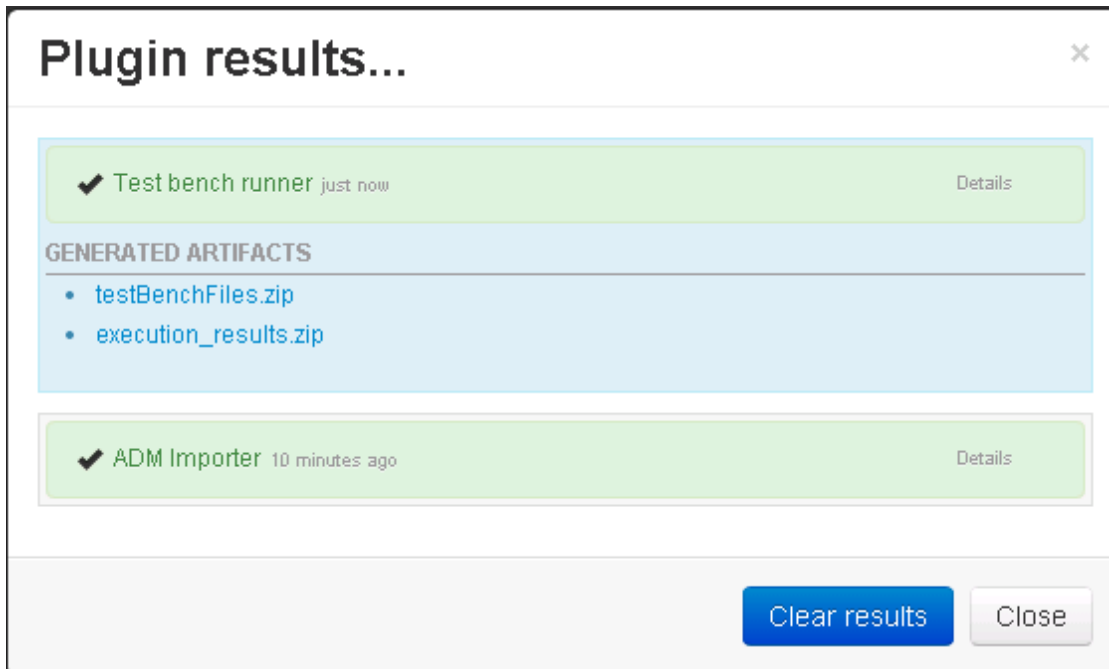 Plugin results...
×
Test bench runner just now Details
GENERATED ARTIFACTS
• testBenchFiles.zip
• execution_results.zip
ADM Importer 10 minutes ago Details
Clear results Close